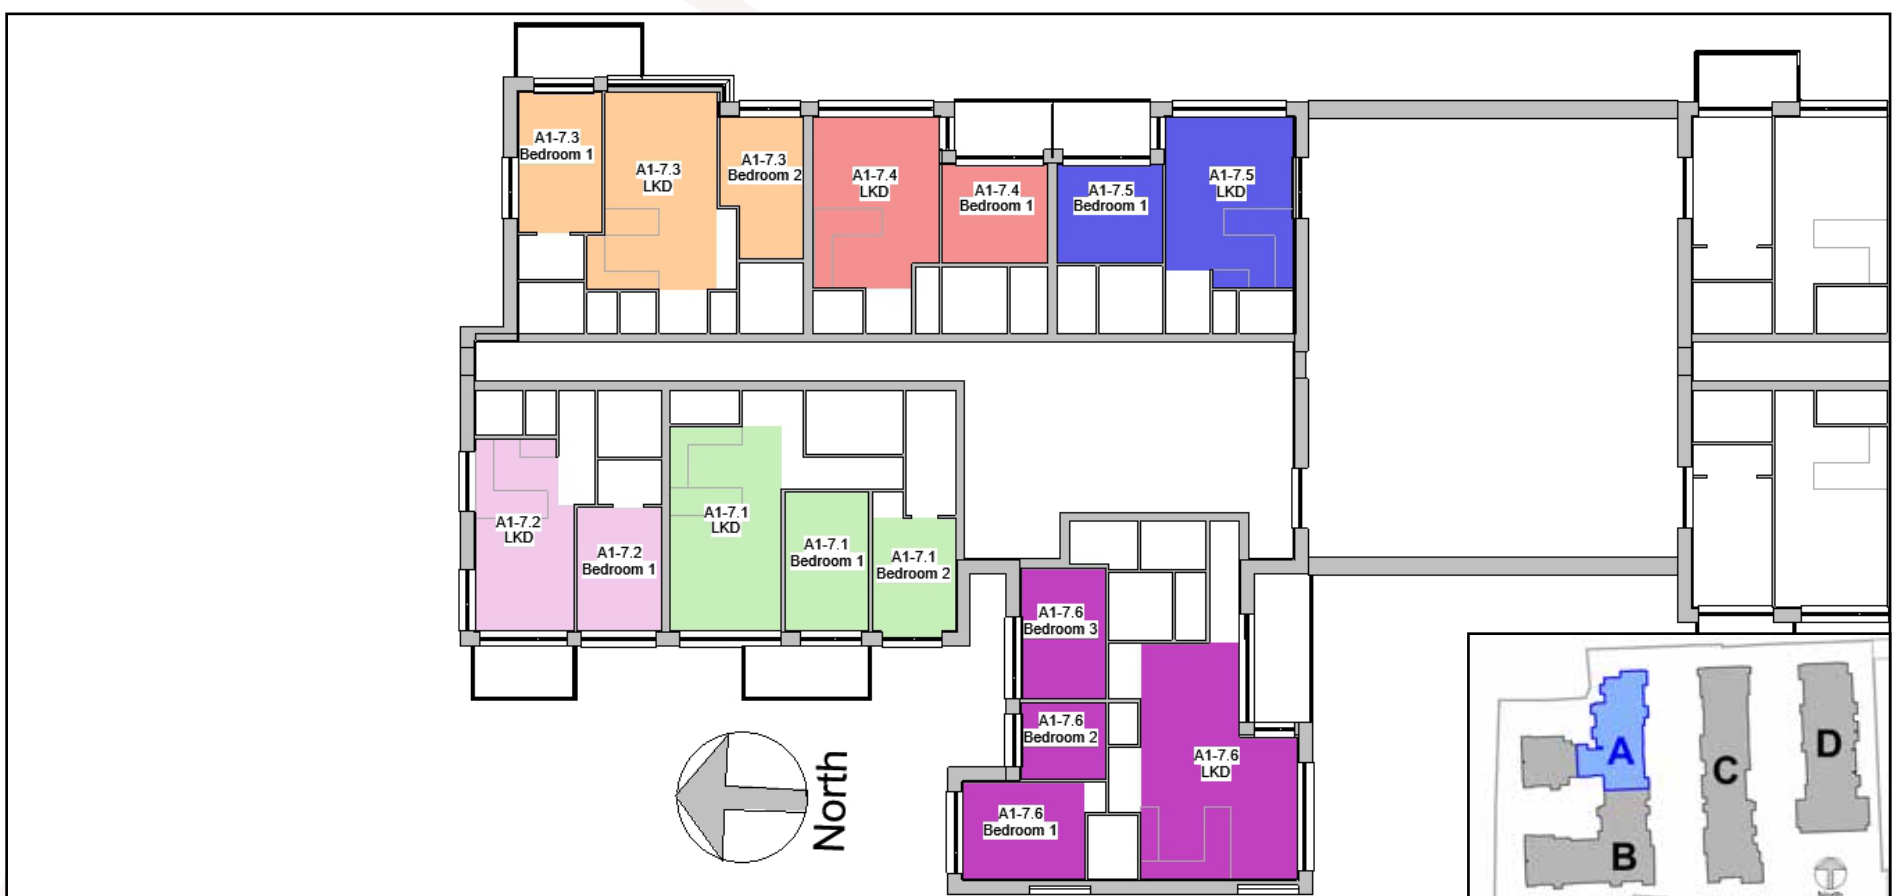 A1-7.3
Bedroom 1
A1-7.3
LKD
A1-7.3
Bedroom 2
A1-7.4
LKD
A1-7.4
Bedroom 1
A1-7.5
Bedroom 1
A1-7.5
LKD
A1-7.2
LKD
A1-7.2
Bedroom 1
A1-7.1
LKD
A1-7.1
Bedroom 1
A1-7.1
Bedroom 2
A1-7.6
Bedroom 3
A1-7.6
Bedroom 2
A1-7.6
LKD
A1-7.6
Bedroom 1
North
A
B
C
D